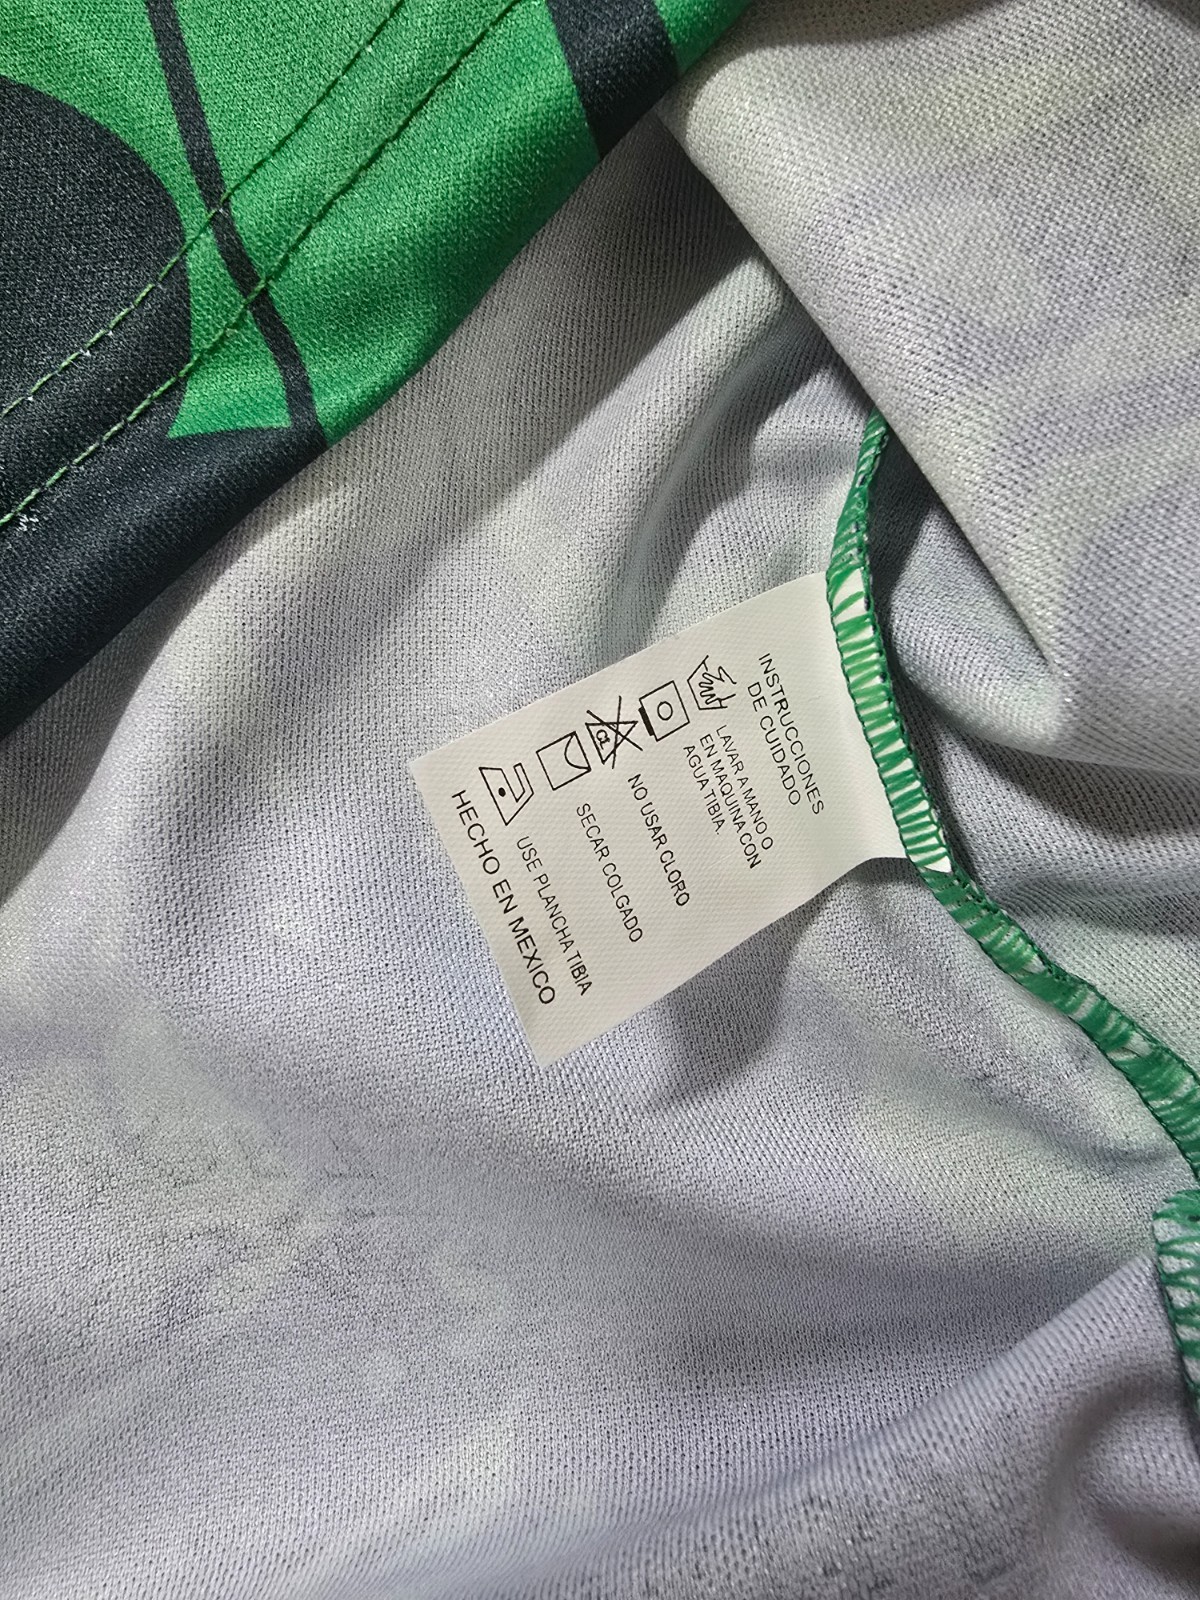 INSTRUCCIONES
DE CUIDADO
LAVAR A MANO O
EN MAQUINA CON
AGUA TIBIA.
NO USAR CLORO
SECAR COLGADO
USE PLANCHA TIBIA
HECHO EN MEXICO